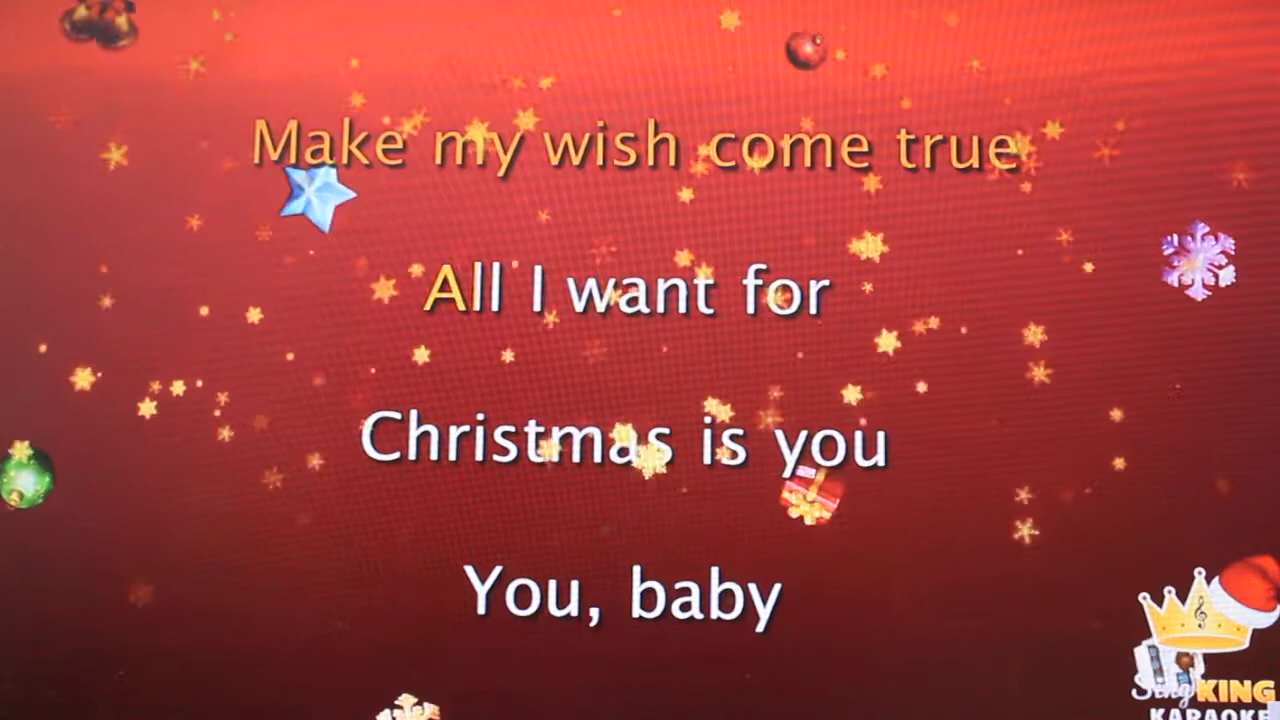 Make my wish come true
All I want for
Christmas is you
You, baby
Sing KING
KARAOKE